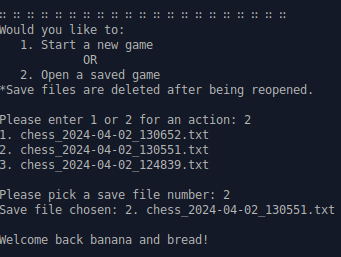 :: :: :: :: :: :: :: :: :: :: :: :: :: :: :: :: :: :: :: ::
Would you like to:
1. Start a new game
OR
2. Open a saved game
*Save files are deleted after being reopened.
Please enter 1 or 2 for an action: 2
1. chess_2024-04-02_130652.txt
2. chess_2024-04-02_130551.txt
3. chess_2024-04-02_124839.txt
Please pick a save file number: 2
Save file chosen: 2. chess_2024-04-02_130551.txt
Welcome back banana and bread!